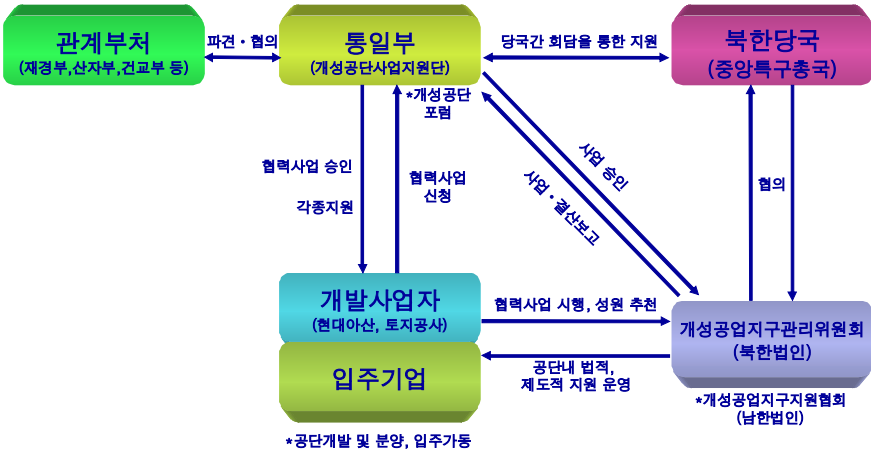 관계부처
(재경부,산자부,건교부 등)
파견·협의
통일부
(개성공단사업지원단)
당국간 회담을 통한 지원
북한당국
(중앙특구총국)
*개성공단
포럼
협력사업 승인
각종지원
협력사업
신청
사업 승인
사업·결산보고
협의
개발사업자
(현대아산, 토지공사)
협력사업 시행, 성원 추천
개성공업지구관리위원회
(북한법인)
입주기업
공단내 법적,
제도적 지원 운영
*개성공업지구지원협회
(남한법인)
*공단개발 및 분양, 입주가동